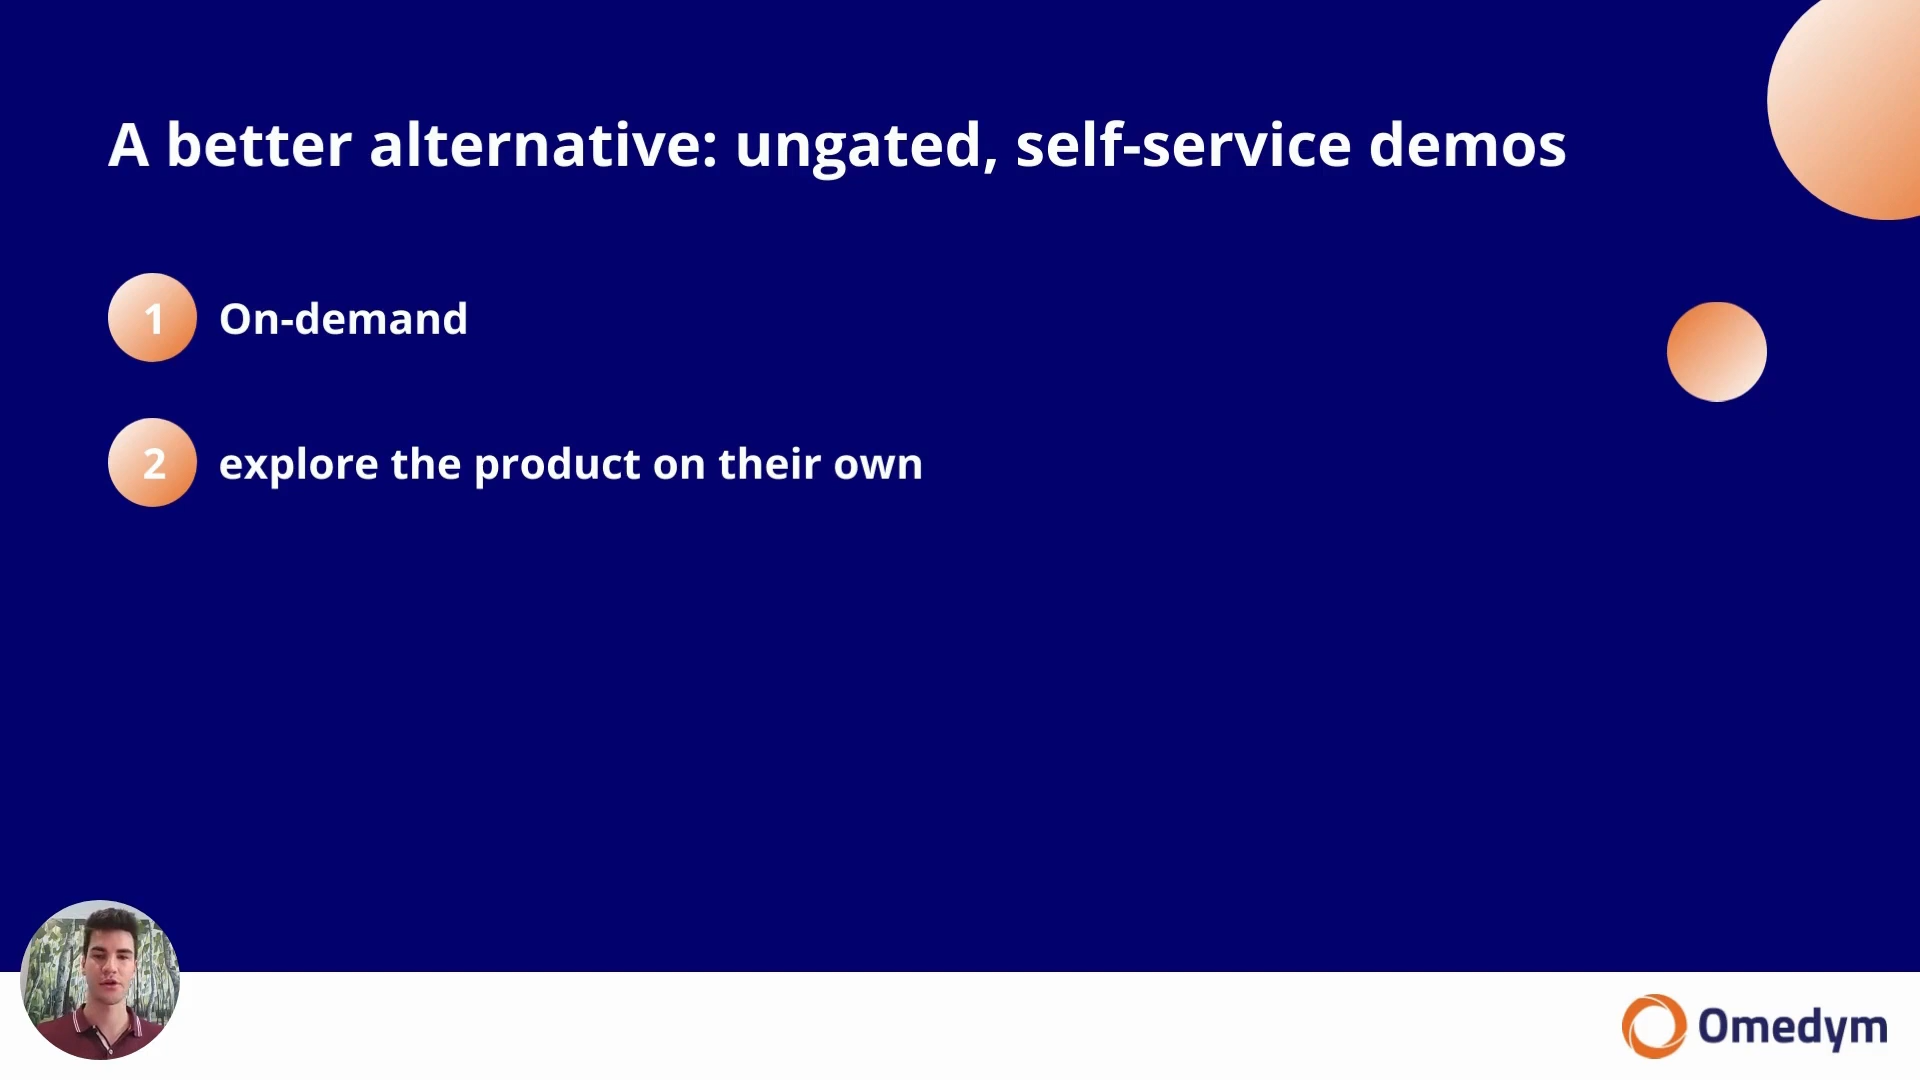 A better alternative: ungated, self-service demos
1 On-demand
2 explore the product on their own
Omedym